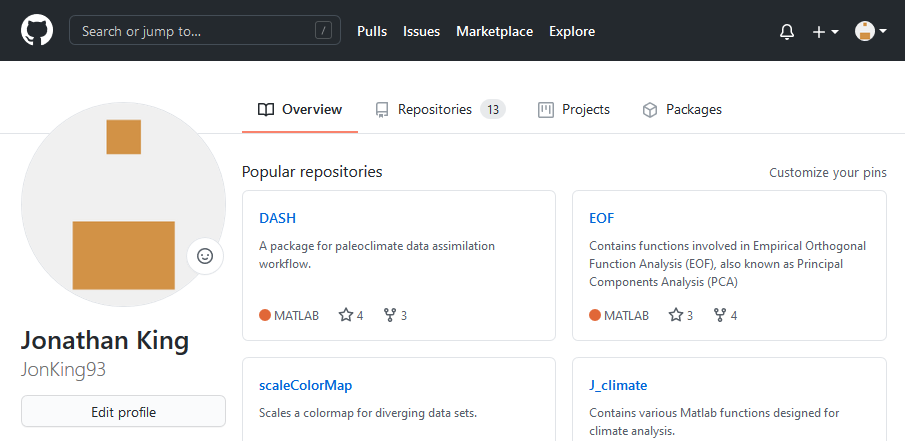 Search or jump to... / Pulls Issues Marketplace Explore
Overview Repositories 13 Projects Packages
Popular repositories Customize your pins
DASH
A package for paleoclimate data assimilation
workflow.
MATLAB 4 3
EOF
Contains functions involved in Empirical Orthogonal
Function Analysis (EOF), also known as Principal
Components Analysis (PCA)
MATLAB 3 4
Jonathan King
JonKing93
Edit profile
scaleColorMap
Scales a colormap for diverging data sets.
J_climate
Contains various Matlab functions designed for
climate analysis.